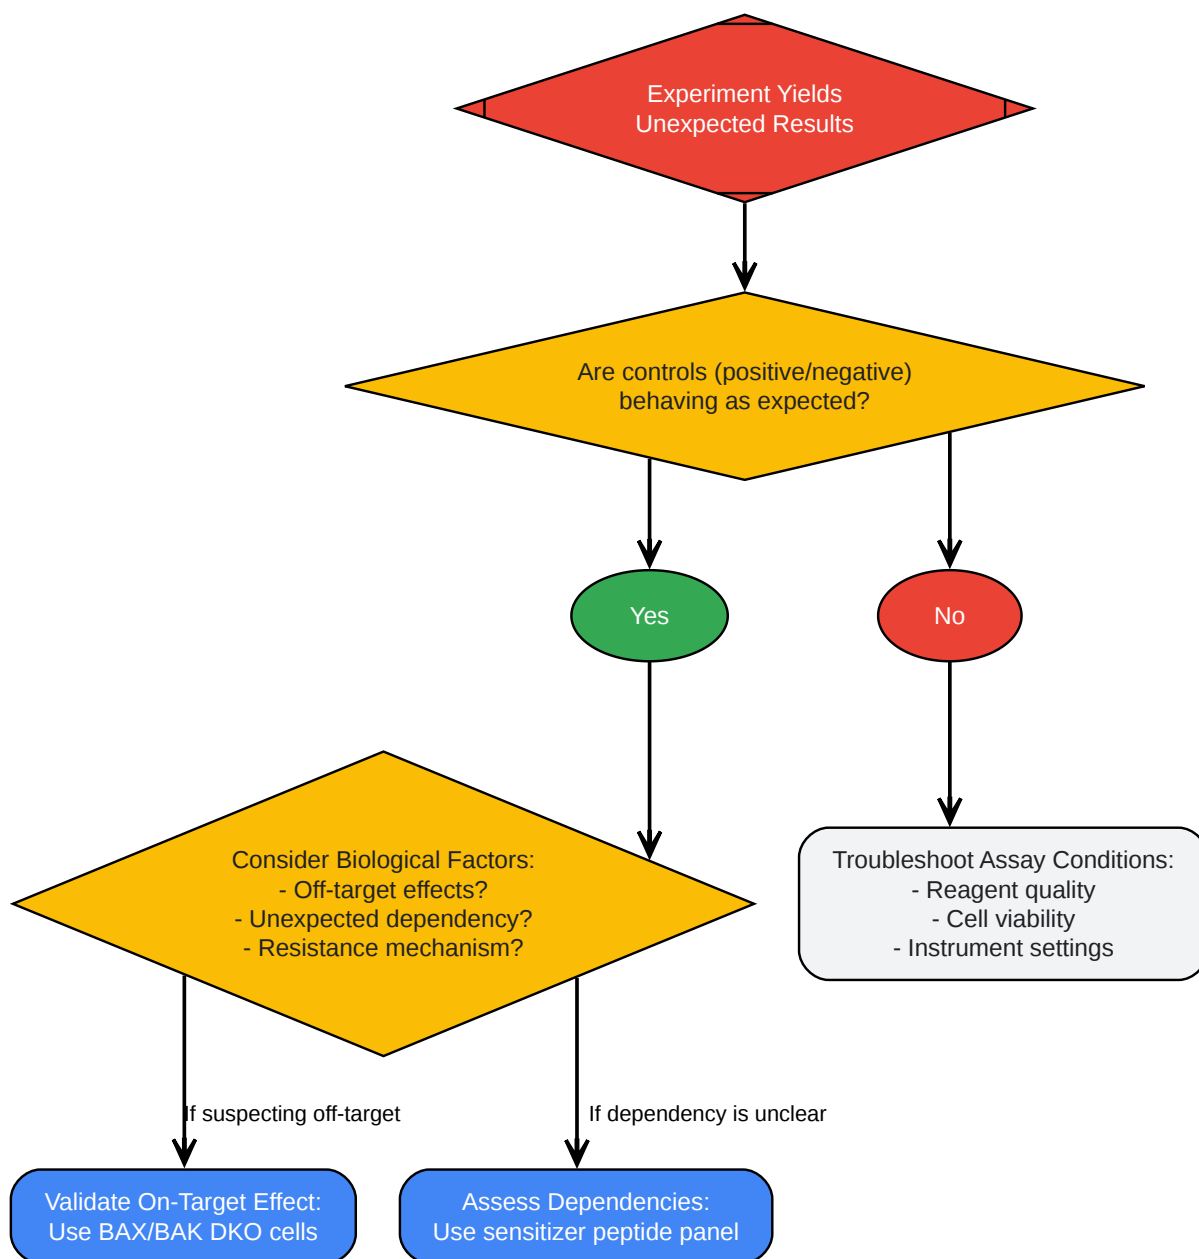 Experiment Yields
Unexpected Results
Are controls (positive/negative)
behaving as expected?
Yes
No
Consider Biological Factors:
- Off-target effects?
- Unexpected dependency?
- Resistance mechanism?
Troubleshoot Assay Conditions:
- Reagent quality
- Cell viability
- Instrument settings
If suspecting off-target
If dependency is unclear
Validate On-Target Effect:
Use BAX/BAK DKO cells
Assess Dependencies:
Use sensitizer peptide panel